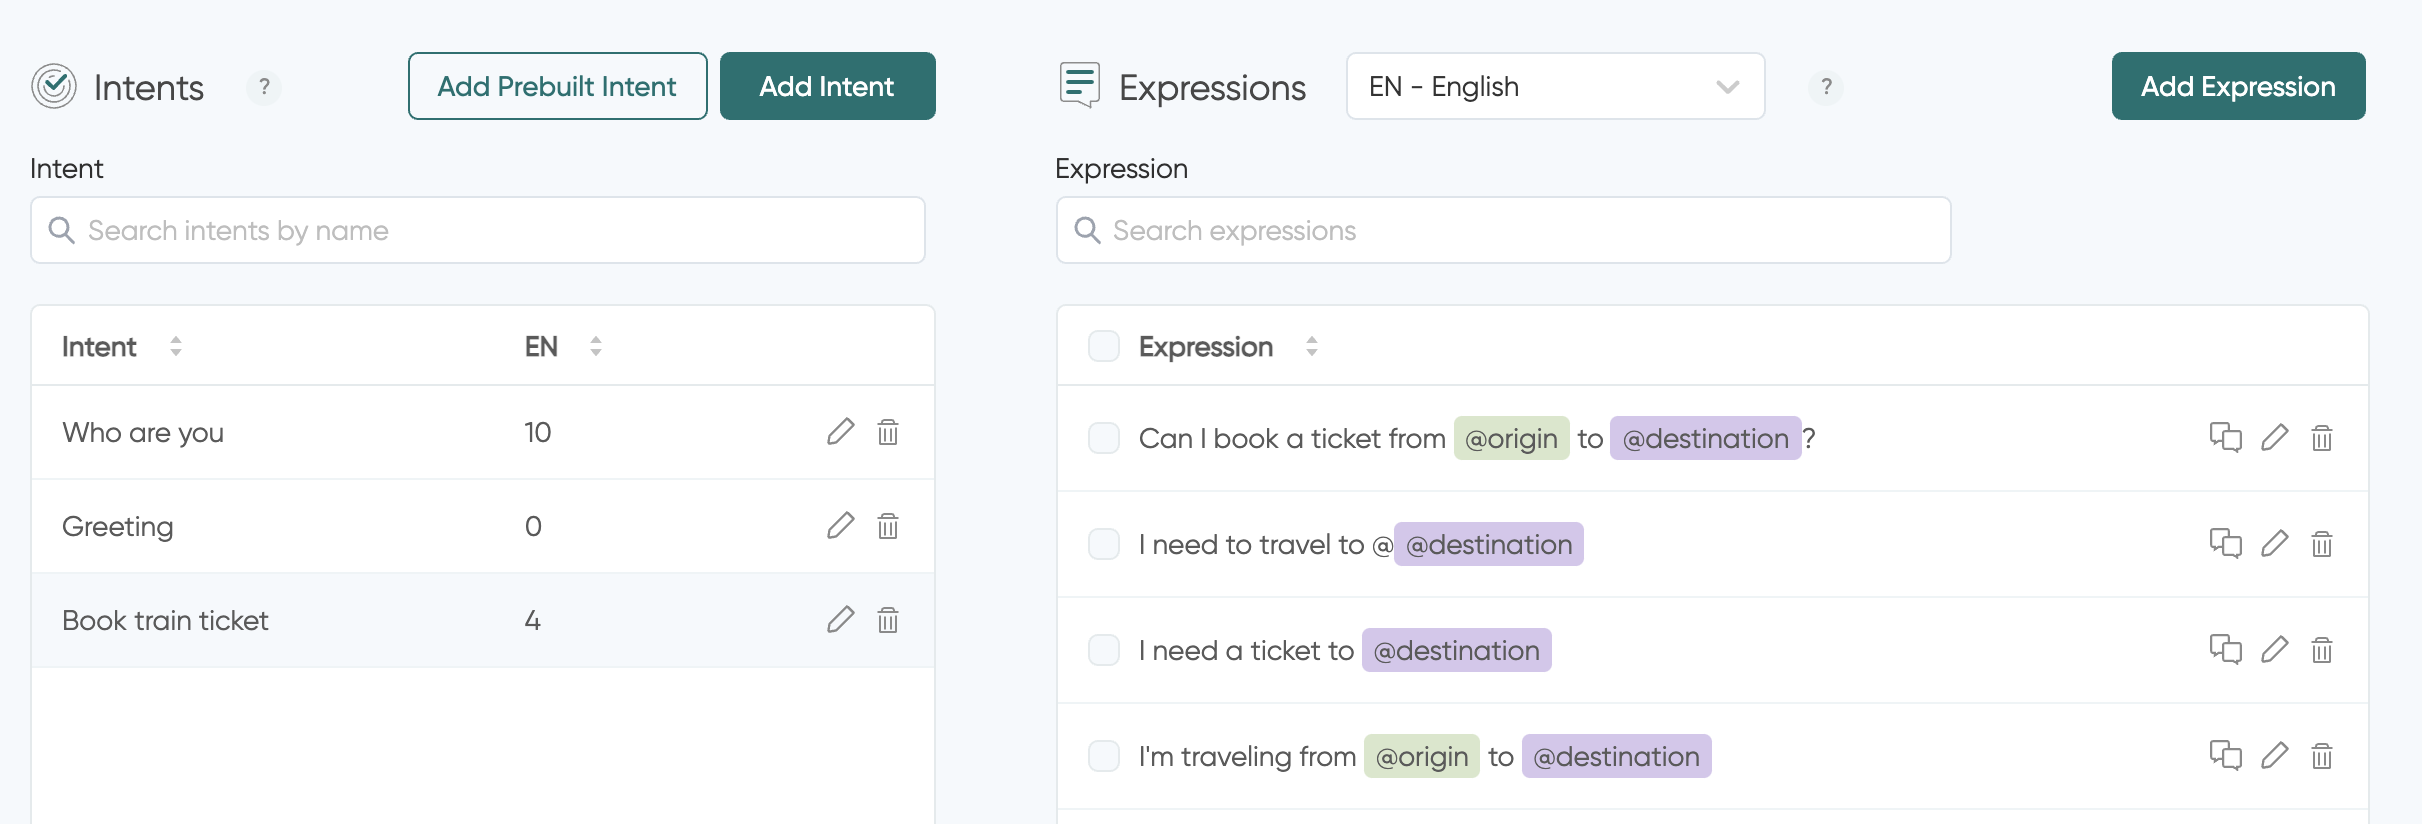 Intents ? Add Prebuilt Intent Add Intent
Intent
Search intents by name
Intent EN
Who are you 10
Greeting 0
Book train ticket 4
Expressions EN - English ? Add Expression
Expression
Search expressions
Expression
Can I book a ticket from @origin to @destination ?
I need to travel to @ @destination
I need a ticket to @destination
I'm traveling from @origin to @destination